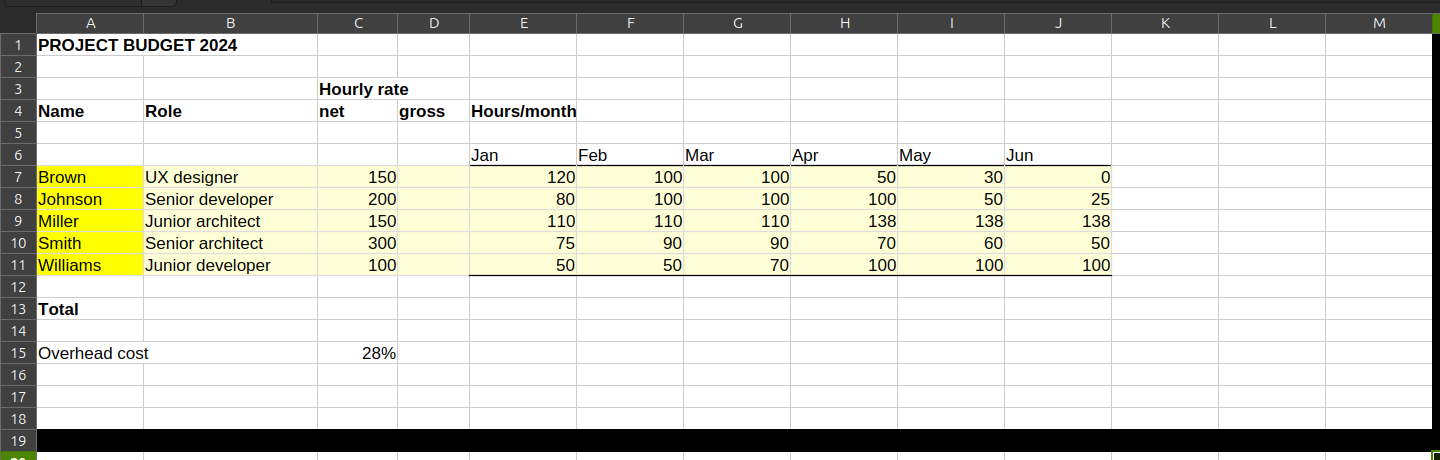 A B C D E F G H I J K L M
1 PROJECT BUDGET 2024
2
3 Hourly rate
4 Name Role net gross Hours/month
5
6 Jan Feb Mar Apr May Jun
7 Brown UX designer 150 120 100 100 50 30 0
8 Johnson Senior developer 200 80 100 100 100 50 25
9 Miller Junior architect 150 110 110 110 138 138 138
10 Smith Senior architect 300 75 90 90 70 60 50
11 Williams Junior developer 100 50 50 70 100 100 100
12
13 Total
14
15 Overhead cost 28%
16
17
18
19